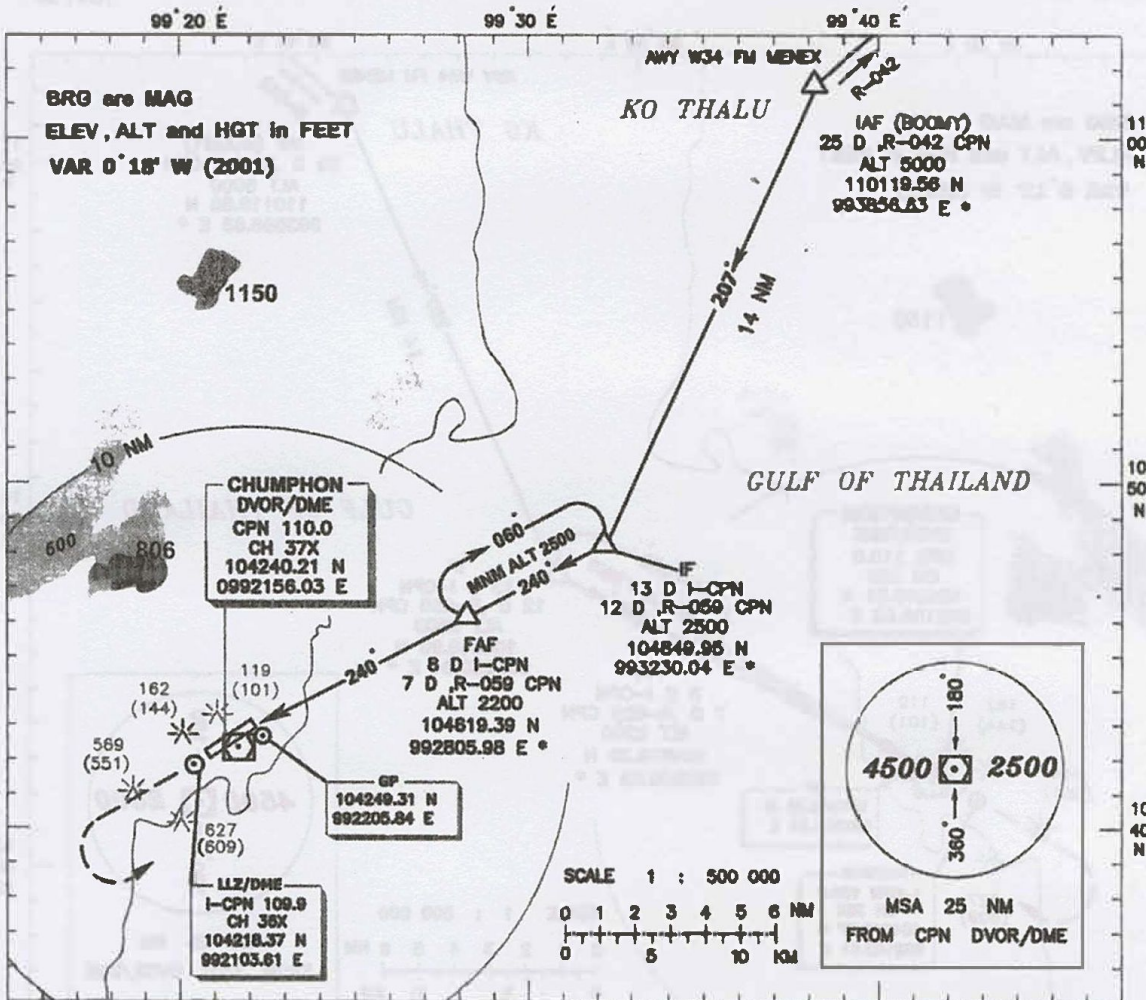 99°20 E
99°30 E
99°40 E
BRG are MAG
ELEV, ALT and HGT in FEET
VAR 0°18' W (2001)
AWY W34 FM MENEX
R-042
KO THALU
IAF (BOOMY)
25 D ,R-042 CPN
ALT 5000
110119.56 N
993856.83 E *
11
00
N
207°
14 NM
1150
10 NM
600
806
CHUMPHON
DVOR/DME
CPN 110.0
CH 37X
104240.21 N
0992156.03 E
GULF OF THAILAND
10
50
N
060°
MNM ALT 2500
240°
IF
13 D I-CPN
12 D ,R-059 CPN
ALT 2500
104849.95 N
993230.04 E *
FAF
8 D I-CPN
7 D ,R-059 CPN
ALT 2200
104619.39 N
992805.98 E *
240°
119
(101)
162
(144)
569
(551)
627
(609)
GP
104249.31 N
992205.84 E
LLZ/DME
I-CPN 109.9
CH 36X
104218.37 N
992103.61 E
SCALE 1 : 500 000
0 1 2 3 4 5 6 NM
0 5 10 KM
180°
4500 2500
360°
MSA 25 NM
FROM CPN DVOR/DME
10
40
N